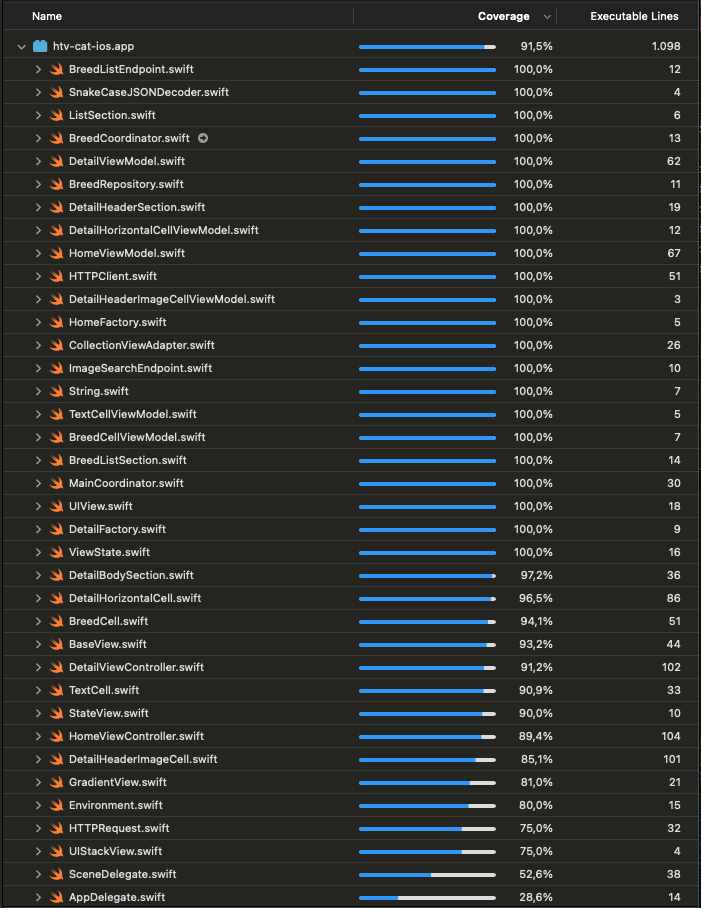 Name Coverage Executable Lines
htv-cat-ios.app 91,5% 1.098
BreedListEndpoint.swift 100,0% 12
SnakeCaseJSONDecoder.swift 100,0% 4
ListSection.swift 100,0% 6
BreedCoordinator.swift 100,0% 13
DetailViewModel.swift 100,0% 62
BreedRepository.swift 100,0% 11
DetailHeaderSection.swift 100,0% 19
DetailHorizontalCellViewModel.swift 100,0% 12
HomeViewModel.swift 100,0% 67
HTTPClient.swift 100,0% 51
DetailHeaderImageCellViewModel.swift 100,0% 3
HomeFactory.swift 100,0% 5
CollectionViewAdapter.swift 100,0% 26
ImageSearchEndpoint.swift 100,0% 10
String.swift 100,0% 7
TextCellViewModel.swift 100,0% 5
BreedCellViewModel.swift 100,0% 7
BreedListSection.swift 100,0% 14
MainCoordinator.swift 100,0% 30
UIView.swift 100,0% 18
DetailFactory.swift 100,0% 9
ViewState.swift 100,0% 16
DetailBodySection.swift 97,2% 36
DetailHorizontalCell.swift 96,5% 86
BreedCell.swift 94,1% 51
BaseView.swift 93,2% 44
DetailViewController.swift 91,2% 102
TextCell.swift 90,9% 33
StateView.swift 90,0% 10
HomeViewController.swift 89,4% 104
DetailHeaderImageCell.swift 85,1% 101
GradientView.swift 81,0% 21
Environment.swift 80,0% 15
HTTPRequest.swift 75,0% 32
UIStackView.swift 75,0% 4
SceneDelegate.swift 52,6% 38
AppDelegate.swift 28,6% 14